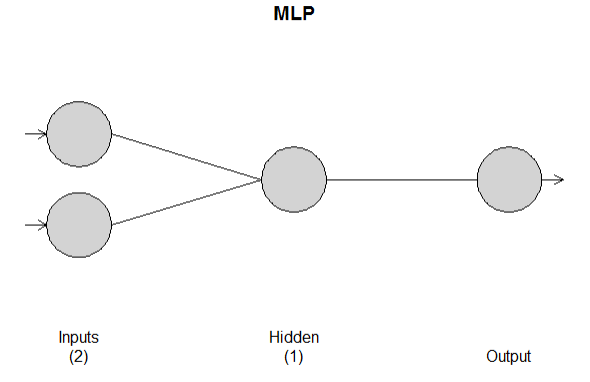 MLP
Inputs
(2)
Hidden
(1)
Output